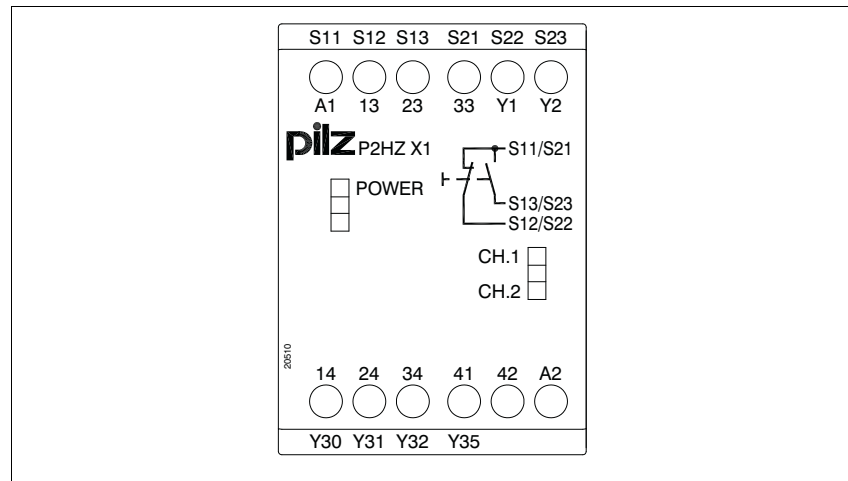 S11 S12 S13 S21 S22 S23
A1 13 23 33 Y1 Y2
pilz P2HZ X1
S11/S21
POWER
S13/S23
S12/S22
CH.1
CH.2
20510
14 24 34 41 42 A2
Y30 Y31 Y32 Y35